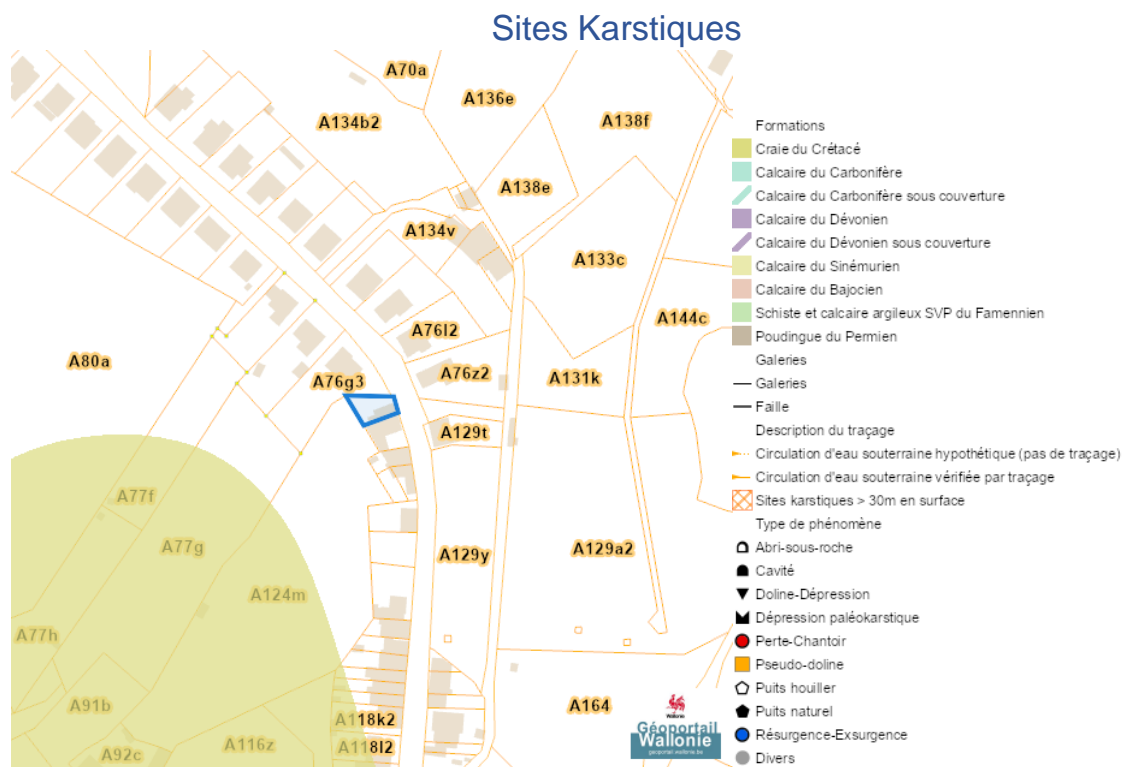 Sites Karstiques
A70a
A136e
A134b2
A138f
A138e
A134v
A133c
A144c
A76l2
A80a
A76g3
A76z2
A131k
A129t
A77f
A77g
A129y
A129a2
A124m
A77h
A91b
A164
A118k2
A92c
A116z
A118l2
Wallonie
Géoportail
Wallonie
geoportail.wallonie.be
Formations
Craie du Crétacé
Calcaire du Carbonifère
Calcaire du Carbonifère sous couverture
Calcaire du Dévonien
Calcaire du Dévonien sous couverture
Calcaire du Sinémurien
Calcaire du Bajocien
Schiste et calcaire argileux SVP du Famennien
Poudingue du Permien
Galeries
Galeries
Faille
Description du traçage
Circulation d'eau souterraine hypothétique (pas de traçage)
Circulation d'eau souterraine vérifiée par traçage
Sites karstiques > 30m en surface
Type de phénomène
Abri-sous-roche
Cavité
Doline-Dépression
Dépression paléokarstique
Perte-Chantoir
Pseudo-doline
Puits houiller
Puits naturel
Résurgence-Exsurgence
Divers